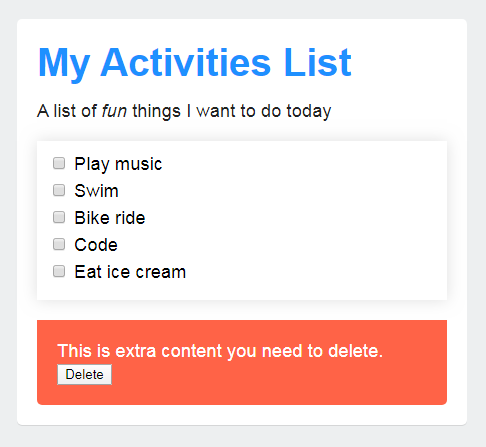 My Activities List
A list of fun things I want to do today
Play music
Swim
Bike ride
Code
Eat ice cream
This is extra content you need to delete.
Delete